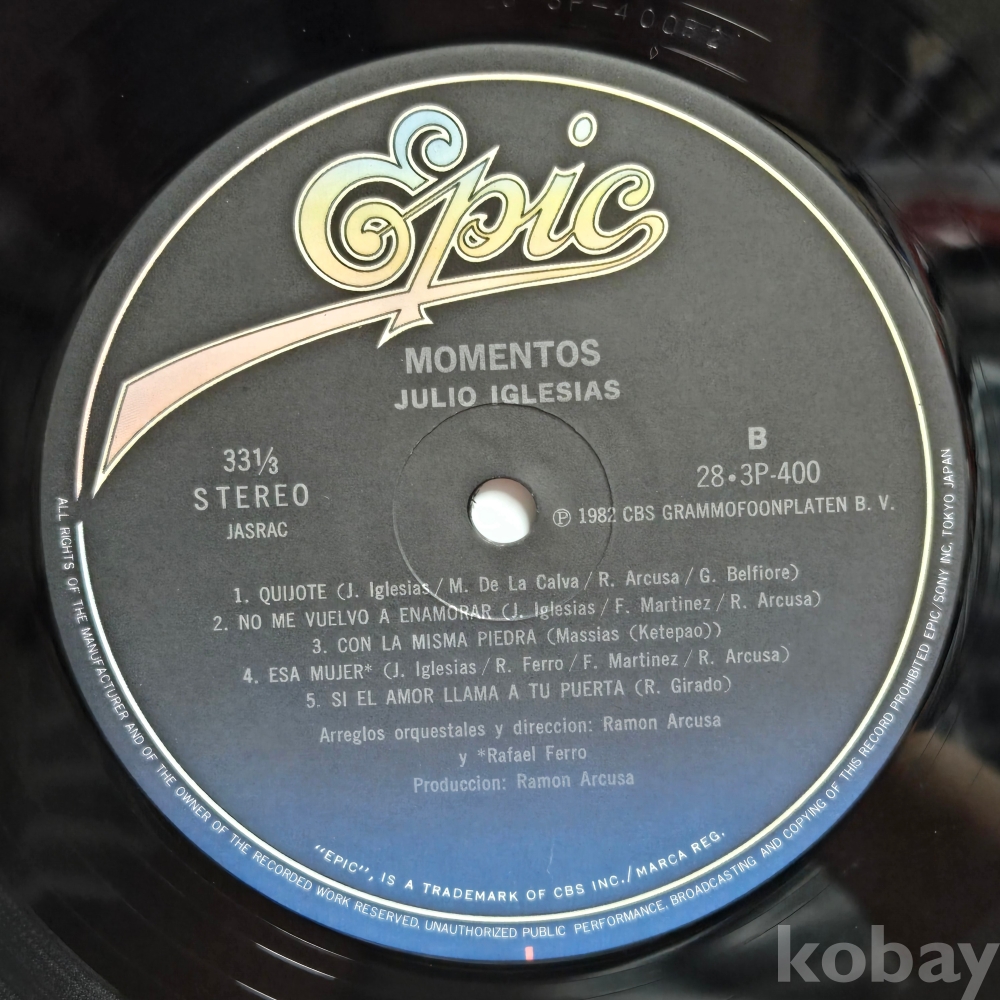 Epic
MOMENTOS
JULIO IGLESIAS
33⅓
STEREO
JASRAC
B
28・3P-400
Ⓟ 1982 CBS GRAMMOFOONPLATEN B. V.
1. QUIJOTE (J. Iglesias / M. De La Calva / R. Arcusa / G. Belfiore)
2. NO ME VUELVO A ENAMORAR (J. Iglesias / F. Martinez / R. Arcusa)
3. CON LA MISMA PIEDRA (Massias (Ketepao))
4. ESA MUJER* (J. Iglesias / R. Ferro / F. Martinez / R. Arcusa)
5. SI EL AMOR LLAMA A TU PUERTA (R. Girado)
Arreglos orquestales y direccion: Ramon Arcusa
y *Rafael Ferro
Produccion: Ramon Arcusa
"EPIC", IS A TRADEMARK OF CBS INC./MARCA REG.
ALL RIGHTS OF THE MANUFACTURER AND OF THE OWNER OF THE RECORDED WORK RESERVED, UNAUTHORIZED PUBLIC PERFORMANCE, BROADCASTING AND COPYING OF THIS RECORD PROHIBITED EPIC/SONY INC, TOKYO JAPAN
kobay